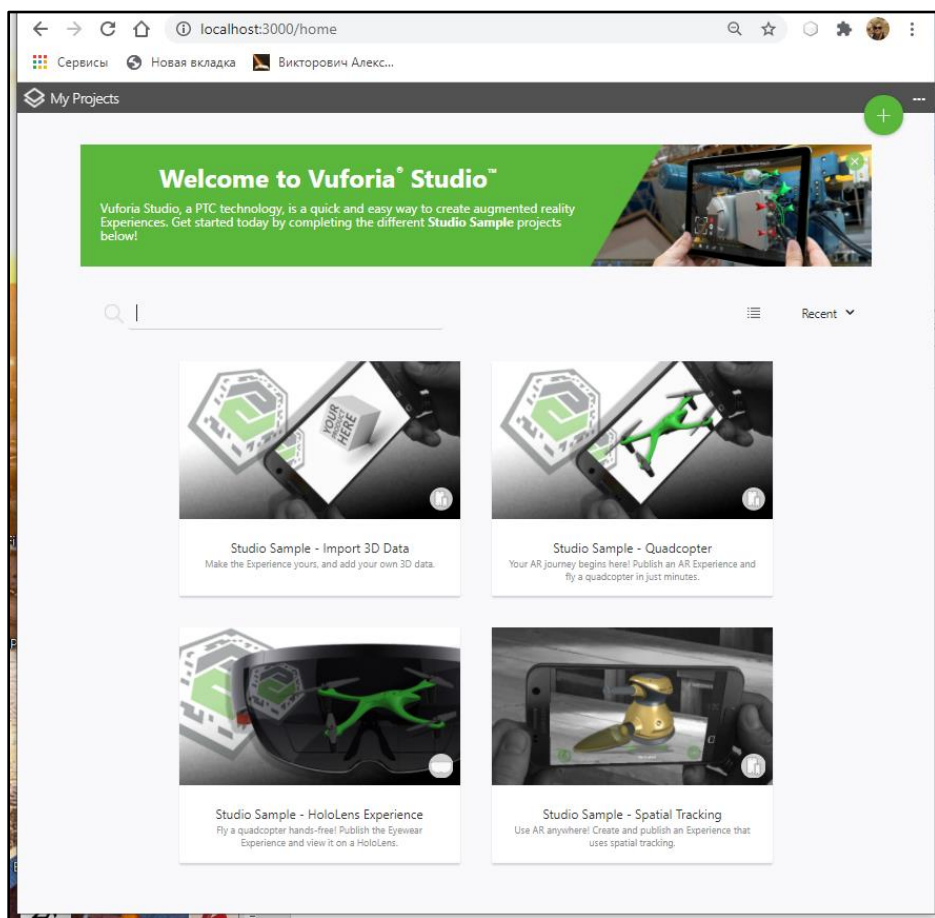 localhost:3000/home
Сервисы Новая вкладка Викторович Алекс...
My Projects
Welcome to Vuforia® Studio™
Vuforia Studio, a PTC technology, is a quick and easy way to create augmented reality
Experiences. Get started today by completing the different Studio Sample projects
below!
Recent
YOUR
PRODUCT
HERE
Studio Sample - Import 3D Data
Make the Experience yours, and add your own 3D data.
Studio Sample - Quadcopter
Your AR journey begins here! Publish an AR Experience and
fly a quadcopter in just minutes.
Studio Sample - HoloLens Experience
Fly a quadcopter hands-free! Publish the Eyewear
Experience and view it on a HoloLens.
Studio Sample - Spatial Tracking
Use AR anywhere! Create and publish an Experience that
uses spatial tracking.